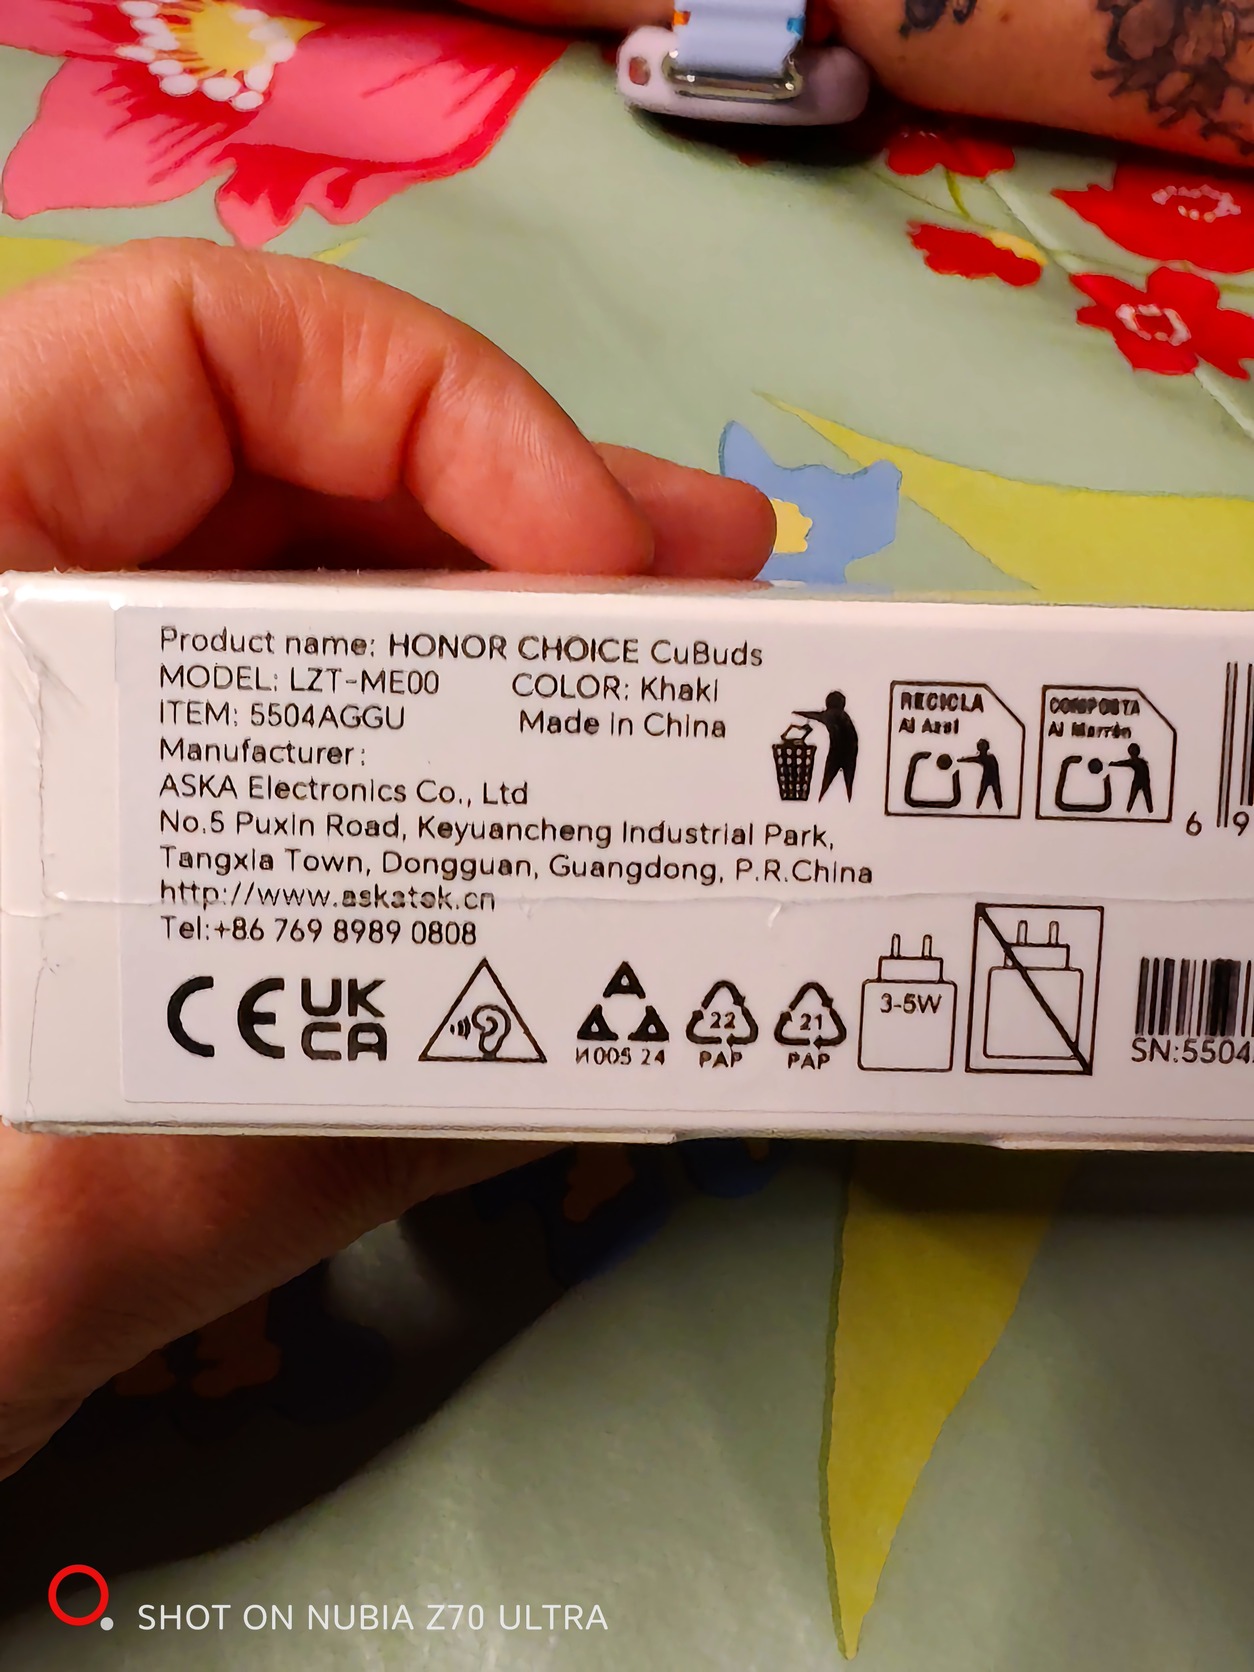 Product name: HONOR CHOICE CuBuds
MODEL: LZT-ME00 COLOR: Khaki
ITEM: 5504AGGU Made in China
Manufacturer:
ASKA Electronics Co., Ltd
No.5 Puxin Road, Keyuancheng Industrial Park,
Tangxia Town, Dongguan, Guangdong, P.R.China
http://www.askatek.cn
Tel:+86 769 8989 0808
RECICLA
Al Azul
COMPOSTA
Al Marrón
6 9
CE UK
CA
22
21
3-5W
PAP
PAP
SN:5504
SHOT ON NUBIA Z70 ULTRA